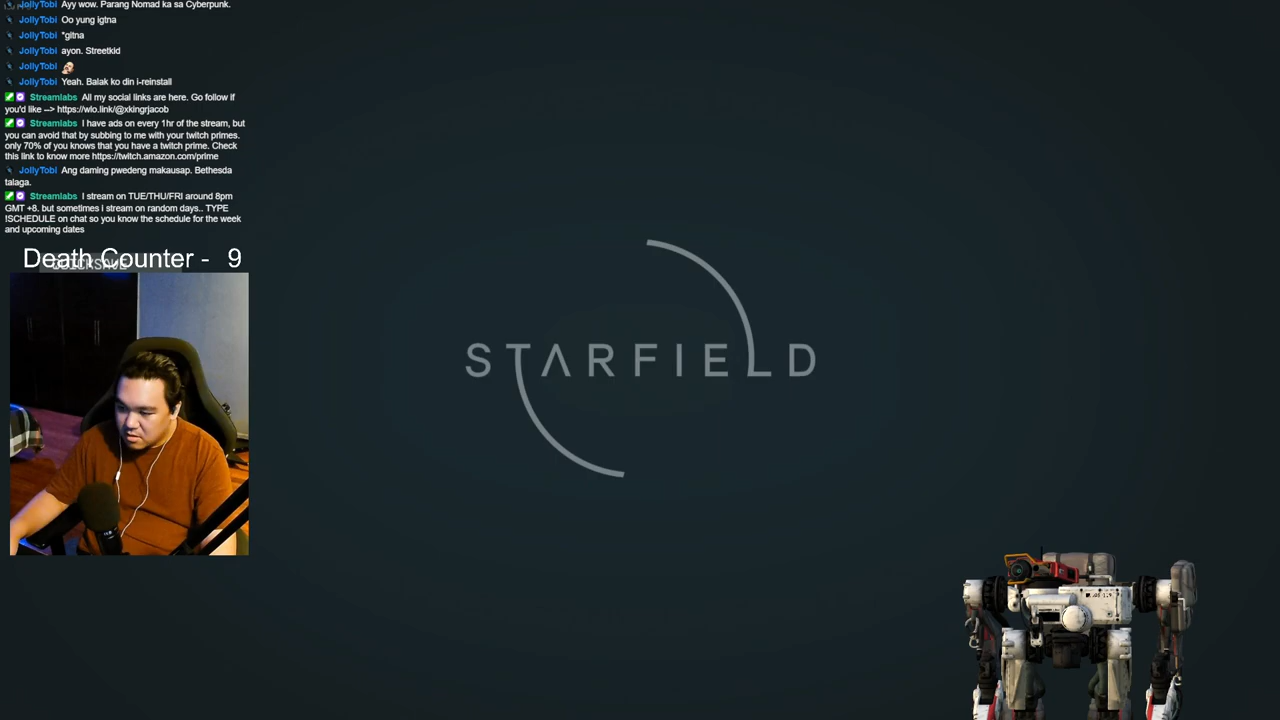 JollyTobi Ayy wow. Parang Nomad ka sa Cyberpunk.
JollyTobi Oo yung igtna
JollyTobi *gitna
JollyTobi ayon. Streetkid
JollyTobi
JollyTobi Yeah. Balak ko din i-reinstall
Streamlabs All my social links are here. Go follow if
you'd like --> https://wlo.link/@xkingrjacob
Streamlabs I have ads on every 1hr of the stream, but
you can avoid that by subbing to me with your twitch primes.
only 70% of you knows that you have a twitch prime. Check
this link to know more https://twitch.amazon.com/prime
JollyTobi Ang daming pwedeng makausap. Bethesda
talaga.
Streamlabs I stream on TUE/THU/FRI around 8pm
GMT +8. but sometimes i stream on random days.. TYPE
!SCHEDULE on chat so you know the schedule for the week
and upcoming dates
Death Counter - 9
QUICKSAVE
STARFIELD